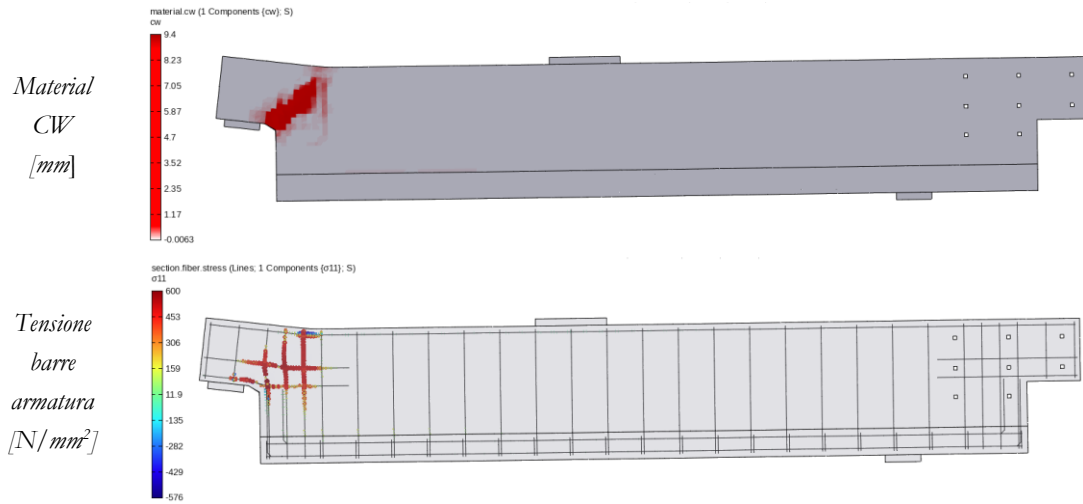 material.cw (1 Components {cw}; S)
cw
9.4
8.23
7.05
5.87
4.7
3.52
2.35
1.17
-0.0063
Material
CW
[mm]
section.fiber.stress (Lines; 1 Components {σ11}; S)
σ11
600
453
306
159
11.9
-135
-282
-429
-576
Tensione
barre
armatura
[N/mm²]